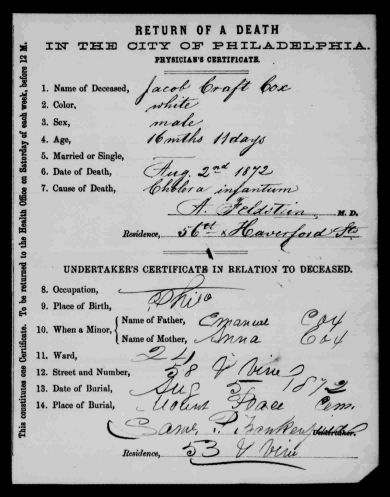 RETURN OF A DEATH
IN THE CITY OF PHILADELPHIA.
PHYSICIAN'S CERTIFICATE.
1. Name of Deceased, Jacob Craft Cox
2. Color, white
3. Sex, male
4. Age, 16 mths 11 days
5. Married or Single,
6. Date of Death, Aug. 2nd 1872
7. Cause of Death, Cholera infantum
A. M. D.
Residence, 56th & Haverford Sts
UNDERTAKER'S CERTIFICATE IN RELATION TO DECEASED.
8. Occupation,
9. Place of Birth, Phila
10. When a Minor, { Name of Father, Emanuel Cox
Name of Mother, Anna Cox
11. Ward, 24
12. Street and Number, 58 & Vine
13. Date of Burial, Aug 5 1872
14. Place of Burial, Mount Cem.
P. Undertaker.
Residence, 53 & Vine
This constitutes one Certificate. To be returned to the Health Office on Saturday of each week, before 12 M.